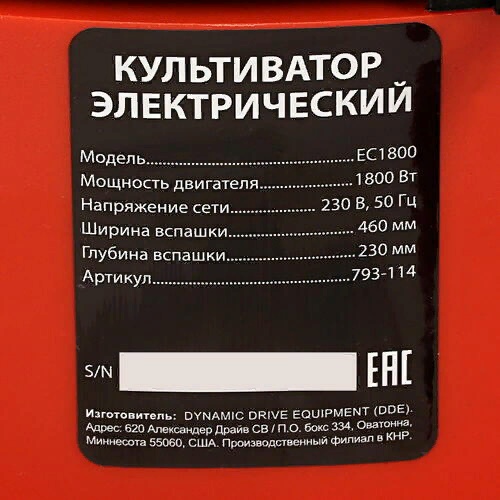 КУЛЬТИВАТОР
ЭЛЕКТРИЧЕСКИЙ
Модель........................................EC1800
Мощность двигателя...................1800 Вт
Напряжение сети................230 В, 50 Гц
Ширина вспашки.........................460 мм
Глубина вспашки.........................230 мм
Артикул.......................................793-114
S/N EAC
Изготовитель: DYNAMIC DRIVE EQUIPMENT (DDE).
Адрес: 620 Александер Драйв СВ / П.О. бокс 334, Оватонна,
Миннесота 55060, США. Производственный филиал в КНР.